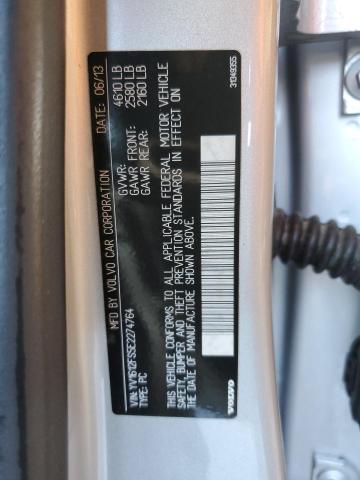 MFD BY VOLVO CAR CORPORATION DATE: 06/13
GVWR: 4610 LB
GAWR FRONT: 2580 LB
GAWR REAR: 2160 LB
VIN: YV1612FS5E2274764
TYPE: PC
THIS VEHICLE CONFORMS TO ALL APPLICABLE FEDERAL MOTOR VEHICLE
SAFETY, BUMPER AND THEFT PREVENTION STANDARDS IN EFFECT ON
THE DATE OF MANUFACTURE SHOWN ABOVE.
VOLVO
31349355